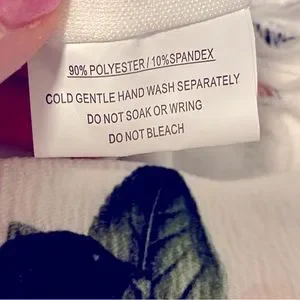 90% POLYESTER / 10%SPANDEX
COLD GENTLE HAND WASH SEPARATELY
DO NOT SOAK OR WRING
DO NOT BLEACH